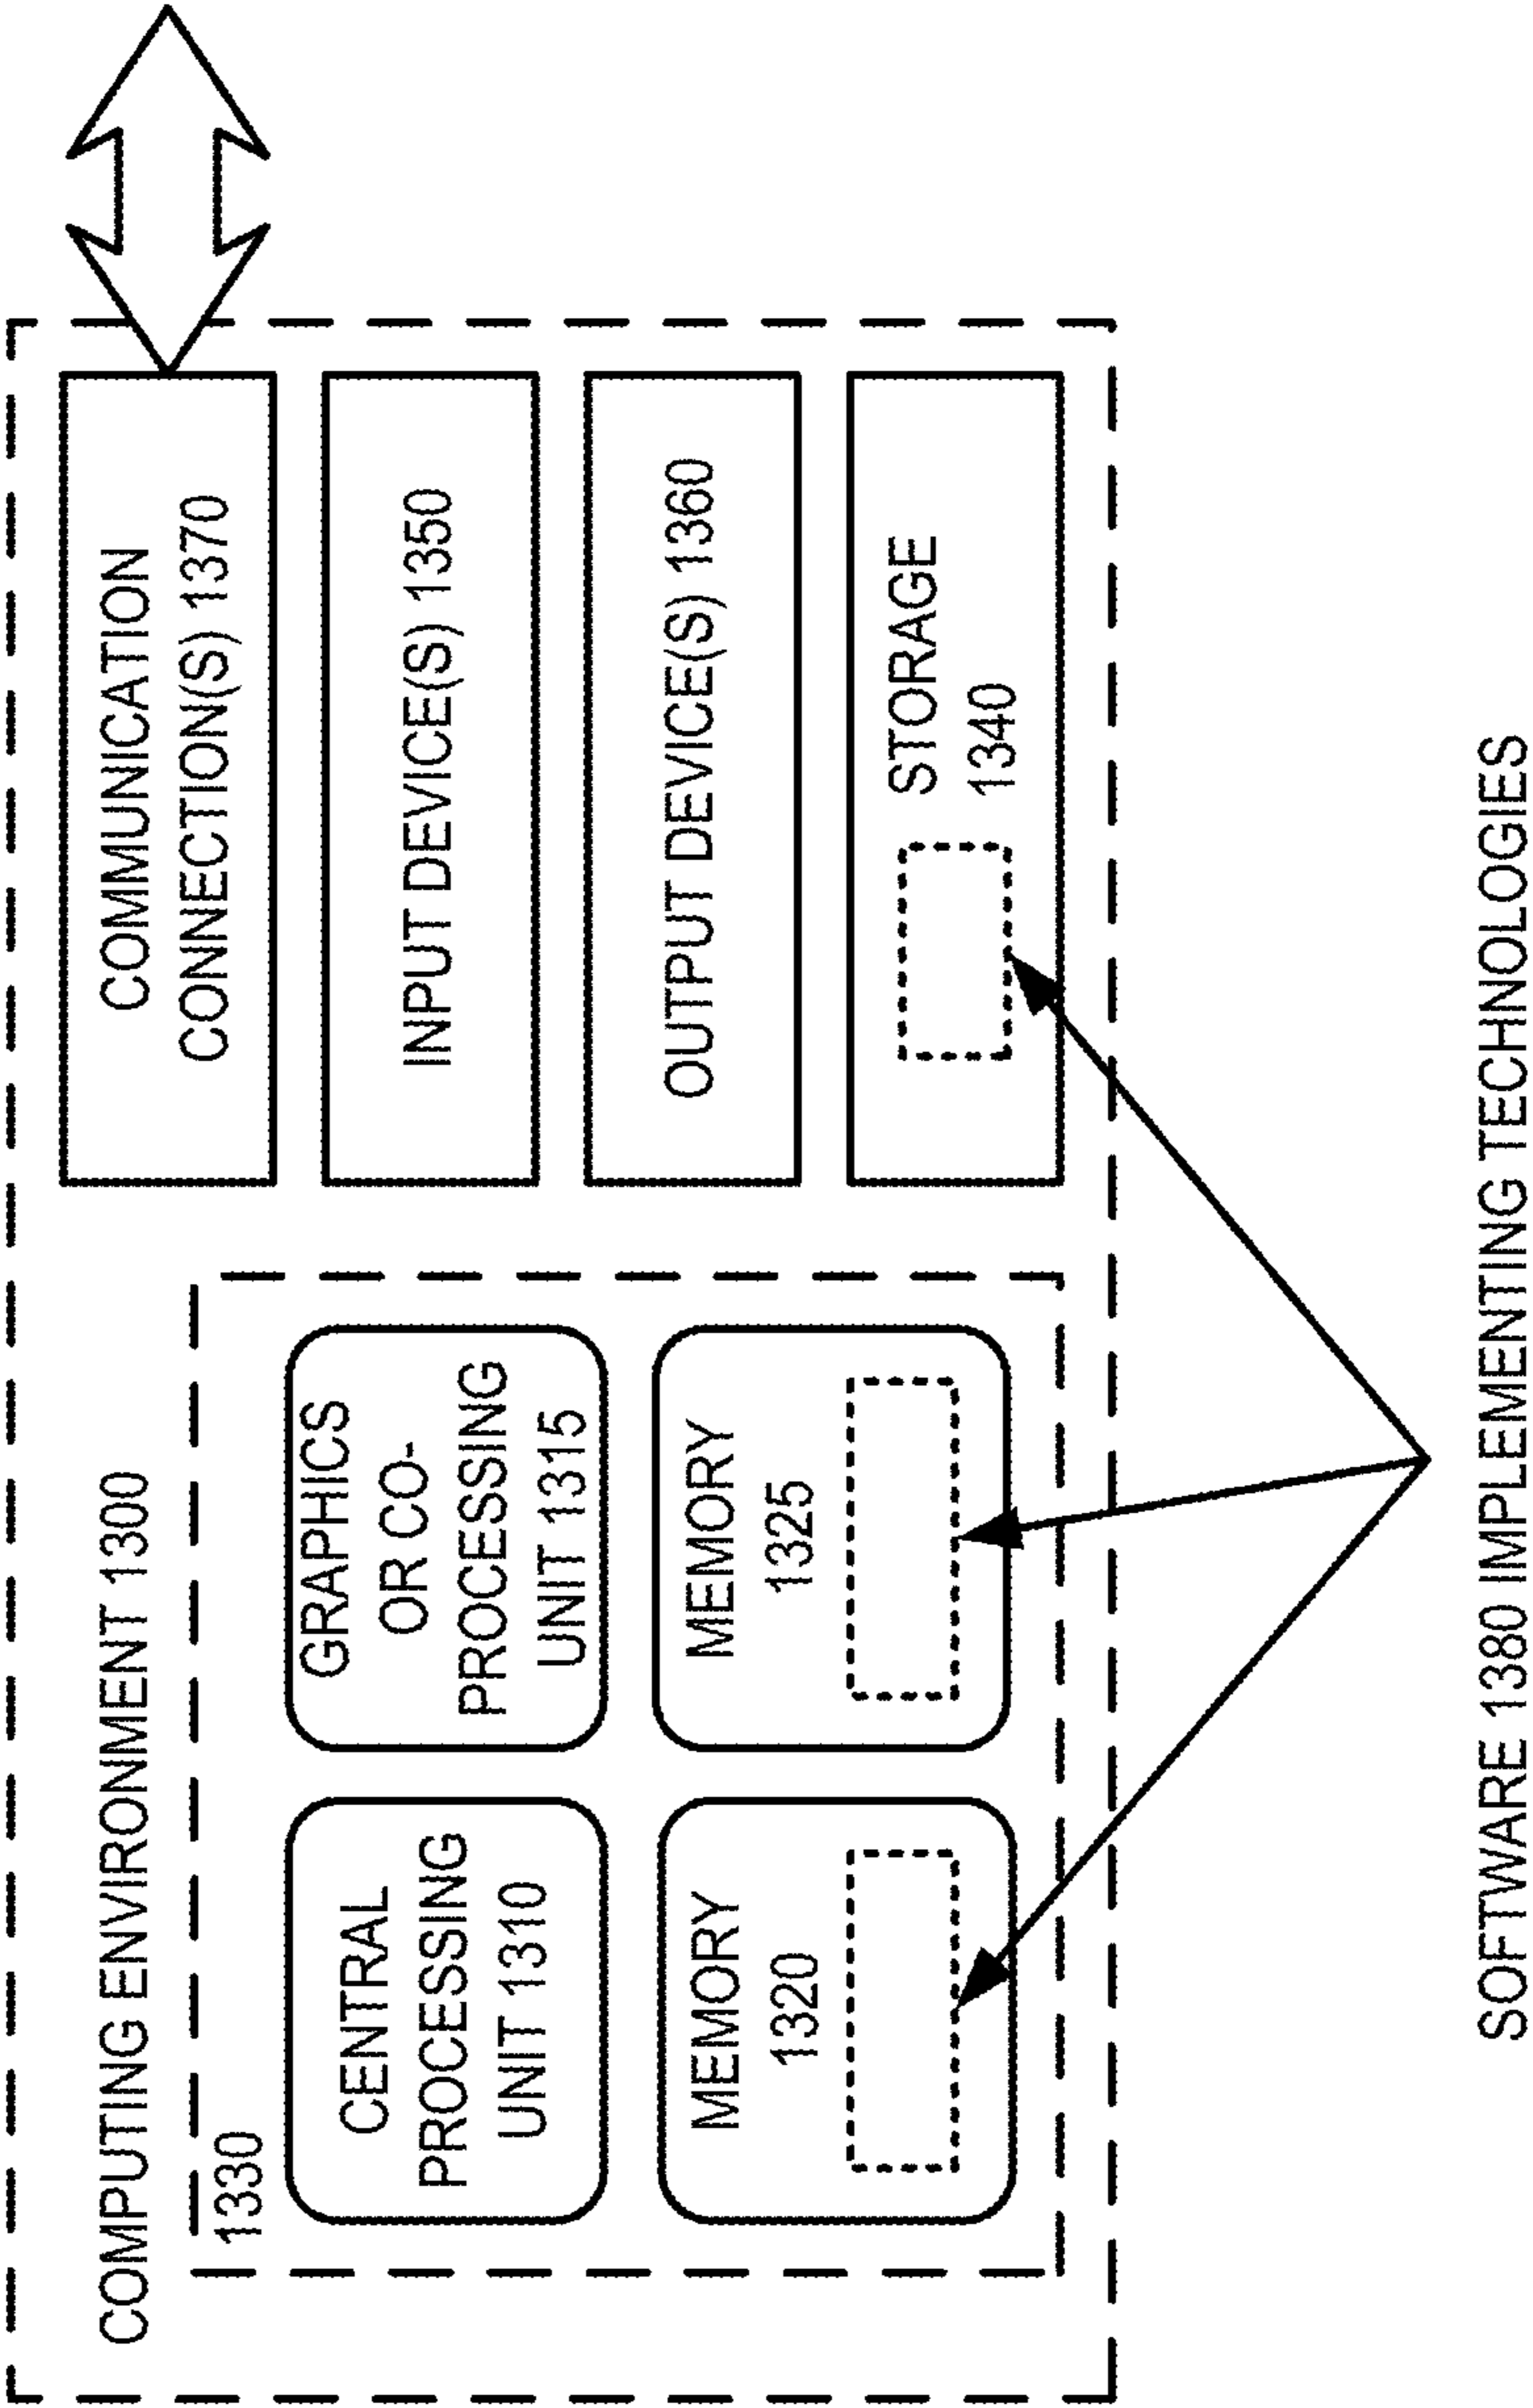 COMPUTING ENVIRONMENT 1300
1330
CENTRAL
PROCESSING
UNIT 1310
GRAPHICS
OR CO-
PROCESSING
UNIT 1315
MEMORY
1320
MEMORY
1325
COMMUNICATION
CONNECTION(S) 1370
INPUT DEVICE(S) 1350
OUTPUT DEVICE(S) 1360
STORAGE
1340
SOFTWARE 1380 IMPLEMENTING TECHNOLOGIES